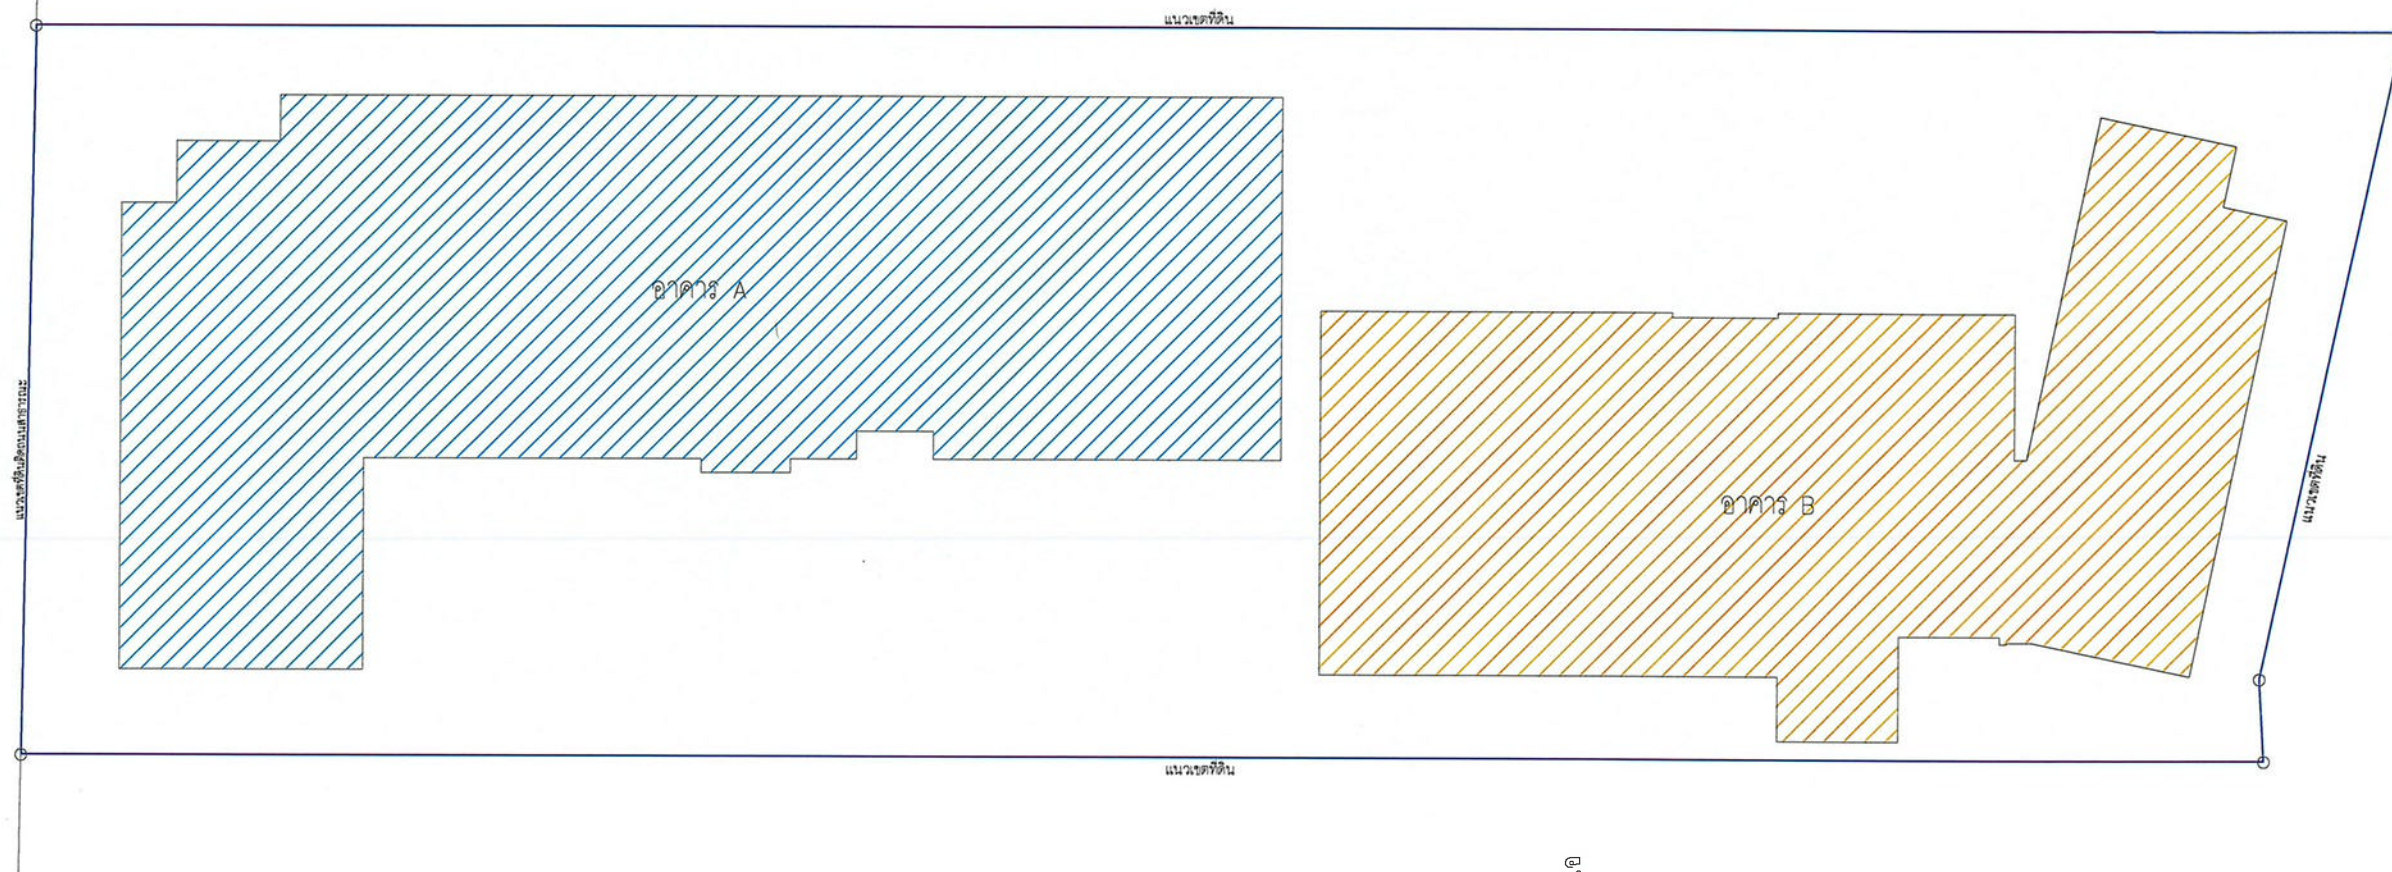 แนวเขตที่ดิน
อาคาร A
แนวเขตที่ดินติดถนนสาธารณะ
แนวเขตที่ดิน
อาคาร B
แนวเขตที่ดิน